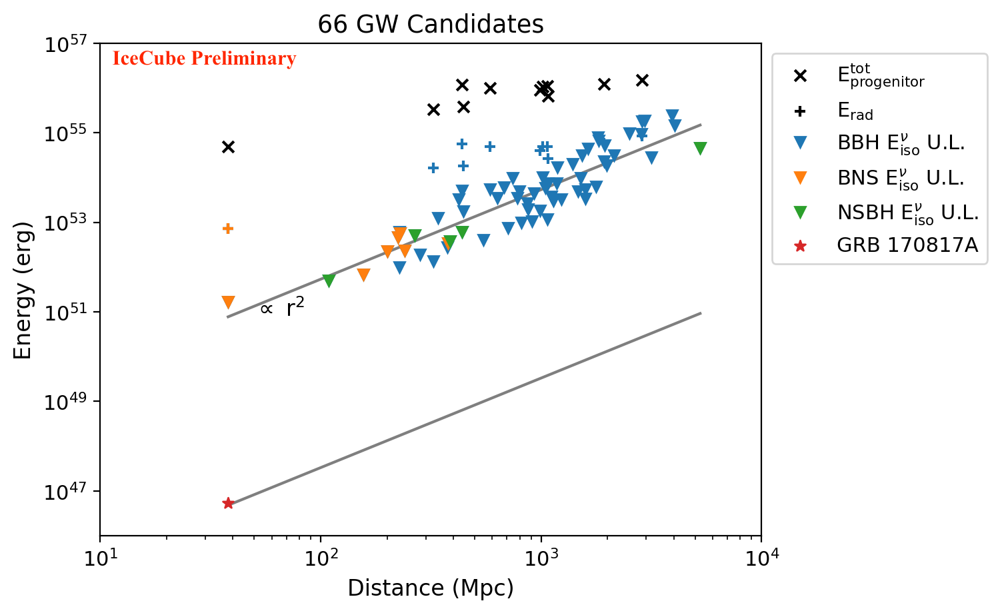 66 GW Candidates
IceCube Preliminary
10^57
10^55
10^53
10^51
10^49
10^47
Energy (erg)
∝ r^2
10^1
10^2
10^3
10^4
Distance (Mpc)
E^tot_progenitor
E_rad
BBH E^ν_iso U.L.
BNS E^ν_iso U.L.
NSBH E^ν_iso U.L.
GRB 170817A